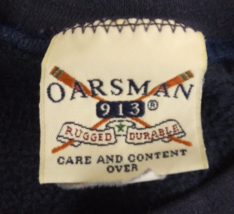 OARSMAN
913®
RUGGED DURABLE
CARE AND CONTENT
OVER